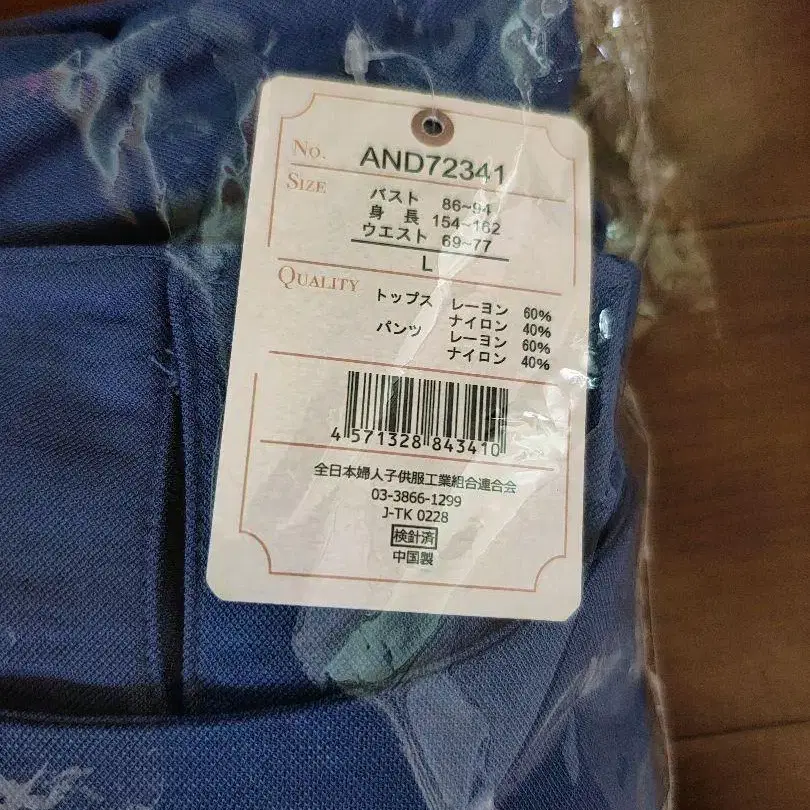 No. AND72341
SIZE
バスト 86~94
身長 154~162
ウエスト 69~77
L
QUALITY
トップス レーヨン 60%
ナイロン 40%
パンツ レーヨン 60%
ナイロン 40%
4 571328 843410
全日本婦人子供服工業組合連合会
03-3866-1299
J-TK 0228
検針済
中国製